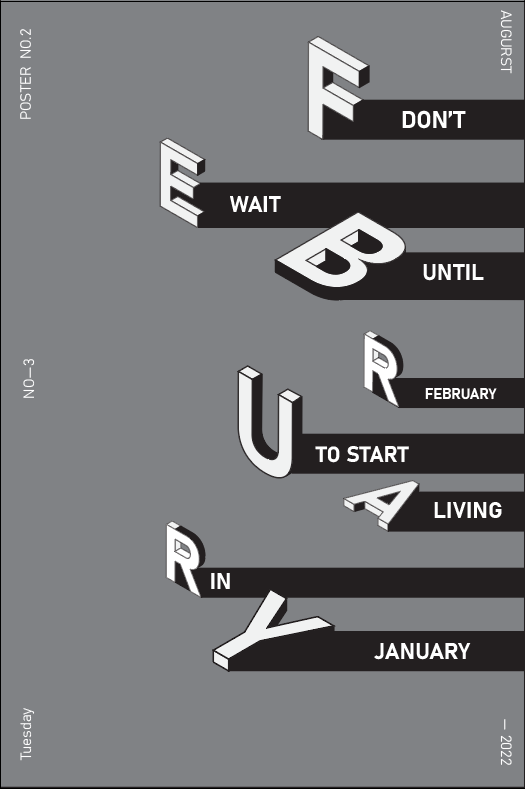 POSTER NO.2
AUGURST
F
DON'T
E
WAIT
B
UNTIL
NO—3
R
FEBRUARY
U
TO START
A
LIVING
R
IN
Y
JANUARY
Tuesday
— 2022